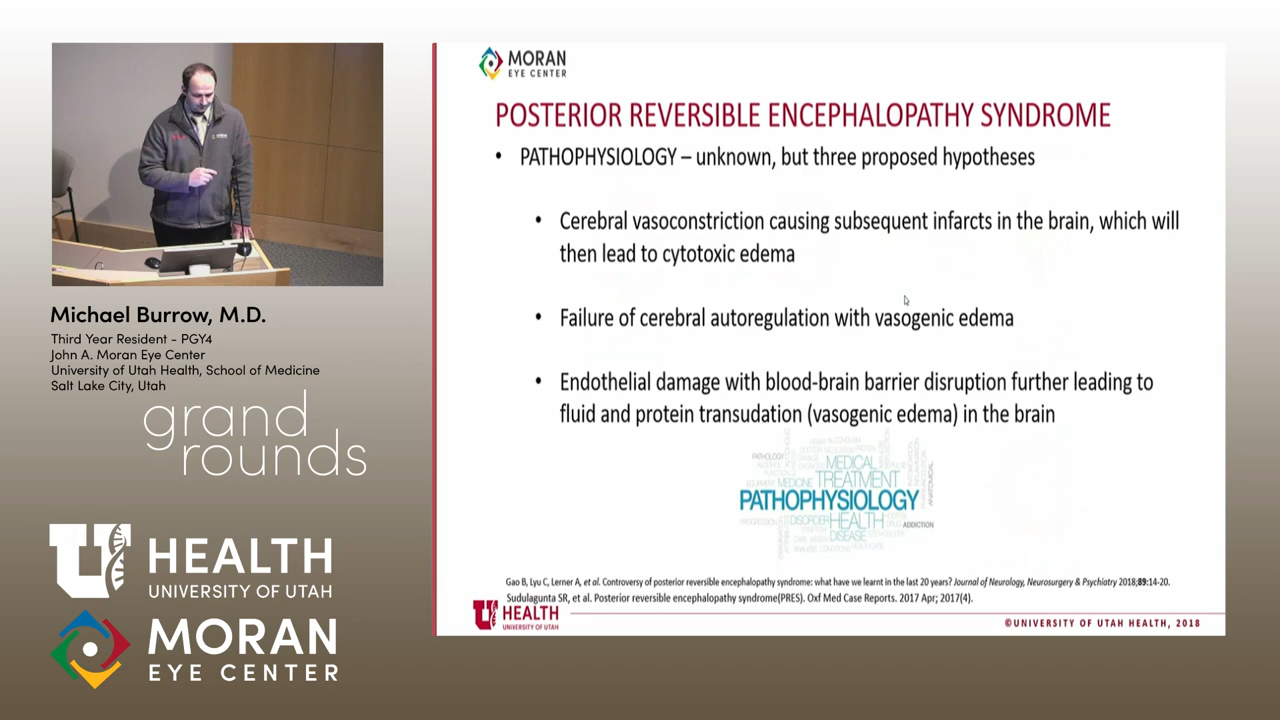 Michael Burrow, M.D.
Third Year Resident - PGY4
John A. Moran Eye Center
University of Utah Health, School of Medicine
Salt Lake City, Utah
grand
rounds
U HEALTH
UNIVERSITY OF UTAH
MORAN
EYE CENTER
MORAN
EYE CENTER
POSTERIOR REVERSIBLE ENCEPHALOPATHY SYNDROME
• PATHOPHYSIOLOGY – unknown, but three proposed hypotheses
• Cerebral vasoconstriction causing subsequent infarcts in the brain, which will
then lead to cytotoxic edema
• Failure of cerebral autoregulation with vasogenic edema
• Endothelial damage with blood-brain barrier disruption further leading to
fluid and protein transudation (vasogenic edema) in the brain
PATHOLOGY
MEDICAL
MEDICINE TREATMENT
PATHOPHYSIOLOGY
DISORDER HEALTH ADDICTION
DISEASE
ANATOMICAL
Gao B, Lyu C, Lerner A, et al. Controversy of posterior reversible encephalopathy syndrome: what have we learnt in the last 20 years? Journal of Neurology, Neurosurgery & Psychiatry 2018;89:14-20.
Sudulagunta SR, et al. Posterior reversible encephalopathy syndrome(PRES). Oxf Med Case Reports. 2017 Apr; 2017(4).
U HEALTH
UNIVERSITY OF UTAH
©UNIVERSITY OF UTAH HEALTH, 2018